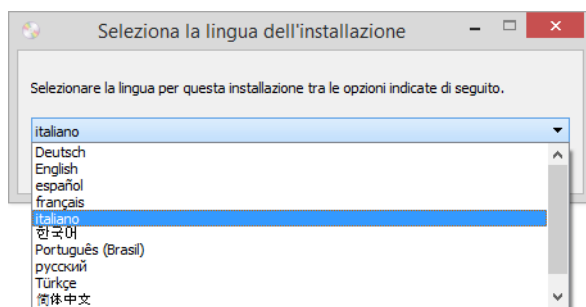 Seleziona la lingua dell'installazione
Selezionare la lingua per questa installazione tra le opzioni indicate di seguito.
italiano
Deutsch
English
español
français
italiano
한국어
Português (Brasil)
русский
Türkçe
简体中文